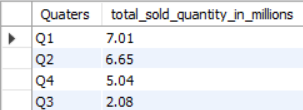 Quaters total_sold_quantity_in_millions
Q1 7.01
Q2 6.65
Q4 5.04
Q3 2.08